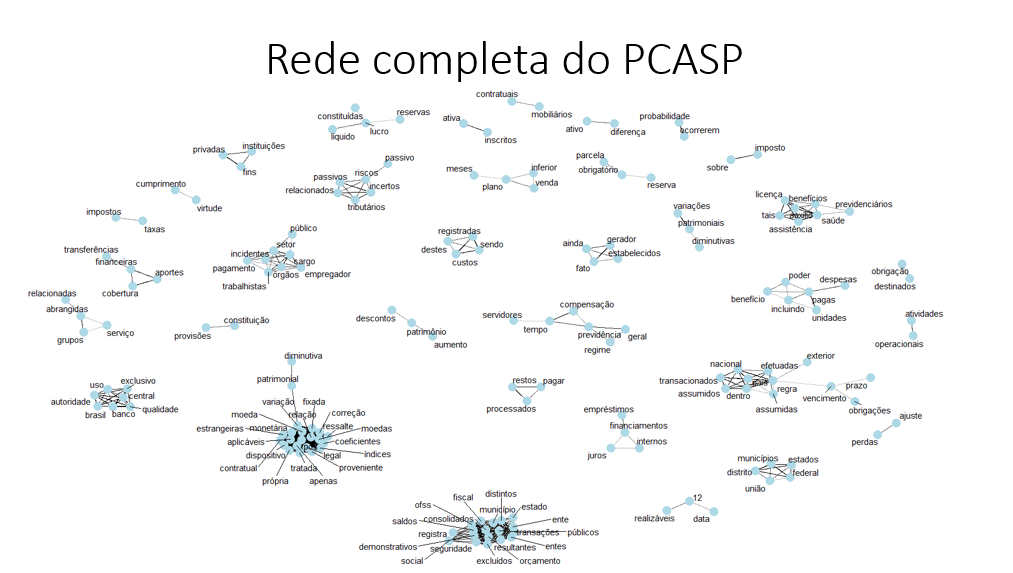 Rede completa do PCASP
contratuais
mobiliários
constituídas
reservas
lucro
líquido
ativa
inscritos
ativo
diferença
probabilidade
ocorrerem
privadas
instituições
fins
passivo
riscos
passivos
incertos
relacionados
tributários
meses
inferior
plano
venda
parcela
obrigatório
reserva
imposto
sobre
cumprimento
virtude
impostos
taxas
licença
benefícios
previdenciários
tais
auxílio
saúde
assistência
variações
patrimoniais
diminutivas
público
setor
incidentes
cargo
pagamento
órgãos
empregador
trabalhistas
registradas
destes
sendo
custos
ainda
gerador
estabelecidos
fato
transferências
financeiras
aportes
cobertura
relacionadas
abrangidas
grupos
serviço
provisões
constituição
descontos
patrimônio
aumento
servidores
compensação
tempo
previdência
geral
regime
poder
despesas
benefício
pagas
incluindo
unidades
obrigação
destinados
atividades
operacionais
diminutiva
patrimonial
uso
exclusivo
central
autoridade
brasil
banco
qualidade
variação
fixada
moeda
relação
correção
estrangeiras
monetária
ressalte
moedas
aplicáveis
coeficientes
dispositivo
legal
índices
contratual
tratada
proveniente
própria
apenas
restos
pagar
processados
empréstimos
financiamentos
juros
internos
nacional
efetuadas
exterior
transacionados
regra
assumidos
dentro
assumidas
prazo
vencimento
obrigações
ajuste
perdas
municípios
estados
distrito
federal
união
12
realizáveis
data
fiscal
distintos
ofss
município
estado
saldos
consolidados
ente
registra
transações
públicos
demonstrativos
seguridade
resultantes
entes
social
excluídos
orçamento